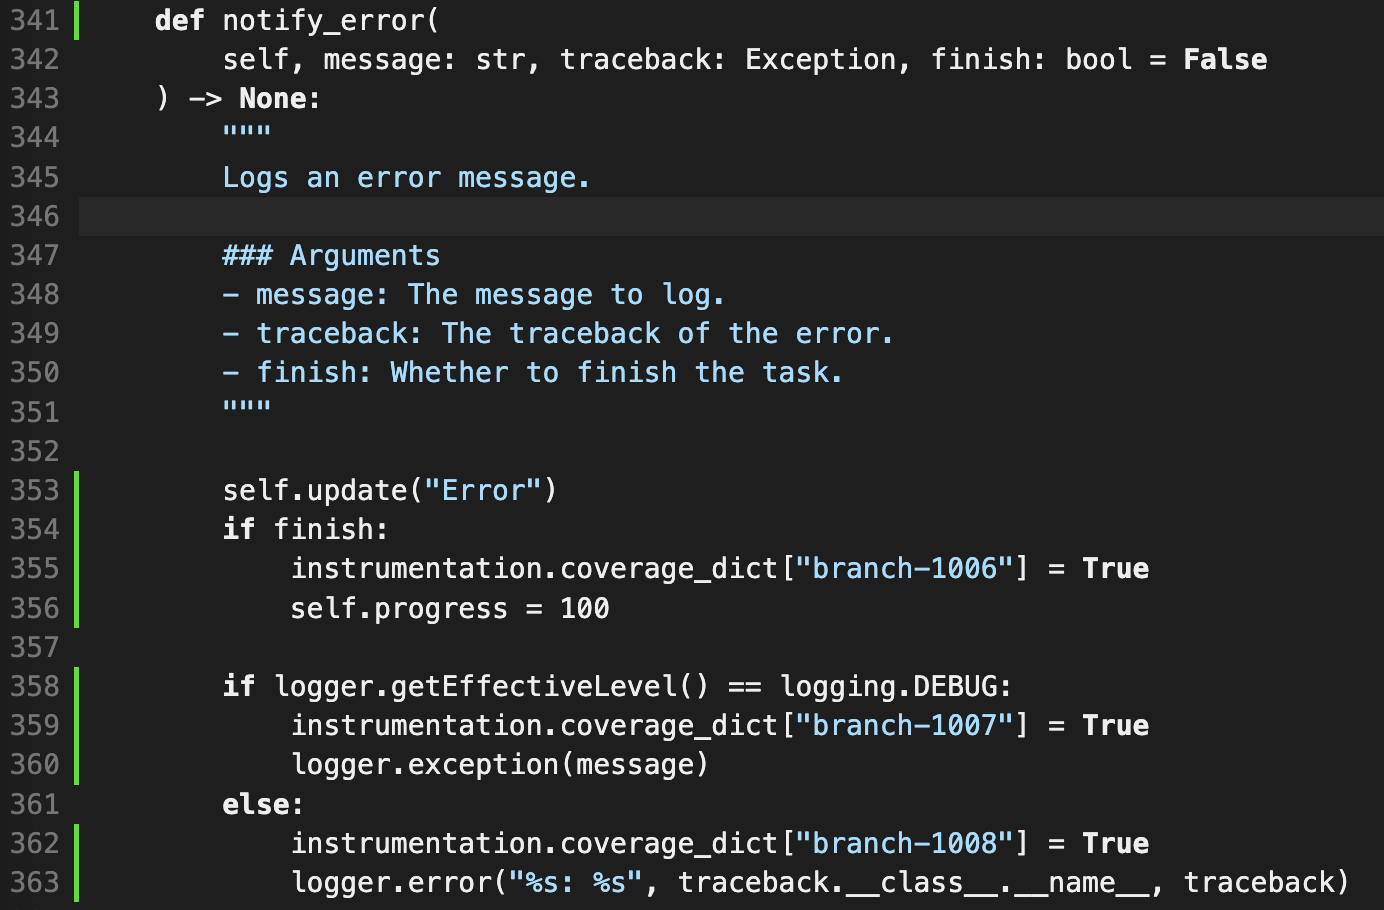 341     def notify_error(
342         self, message: str, traceback: Exception, finish: bool = False
343     ) -> None:
344         """
345         Logs an error message.
346
347         ### Arguments
348         - message: The message to log.
349         - traceback: The traceback of the error.
350         - finish: Whether to finish the task.
351         """
352
353         self.update("Error")
354         if finish:
355             instrumentation.coverage_dict["branch-1006"] = True
356             self.progress = 100
357
358         if logger.getEffectiveLevel() == logging.DEBUG:
359             instrumentation.coverage_dict["branch-1007"] = True
360             logger.exception(message)
361         else:
362             instrumentation.coverage_dict["branch-1008"] = True
363             logger.error("%s: %s", traceback.__class__.__name__, traceback)